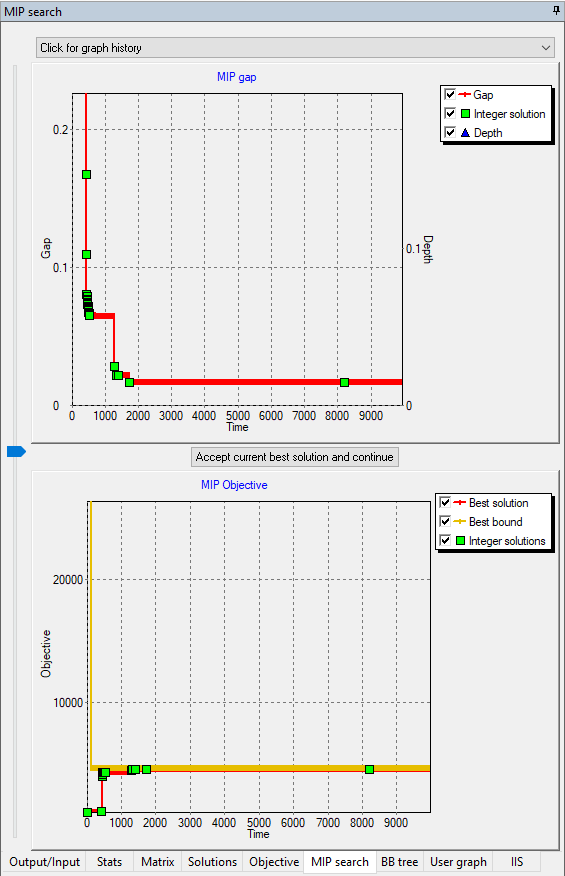 MIP search
Click for graph history
MIP gap
Gap
Integer solution
Depth
0.2
0.1
0
Gap
0.1
0
Depth
0 1000 2000 3000 4000 5000 6000 7000 8000 9000
Time
Accept current best solution and continue
MIP Objective
Best solution
Best bound
Integer solutions
20000
10000
Objective
0 1000 2000 3000 4000 5000 6000 7000 8000 9000
Time
Output/Input Stats Matrix Solutions Objective MIP search BB tree User graph IIS